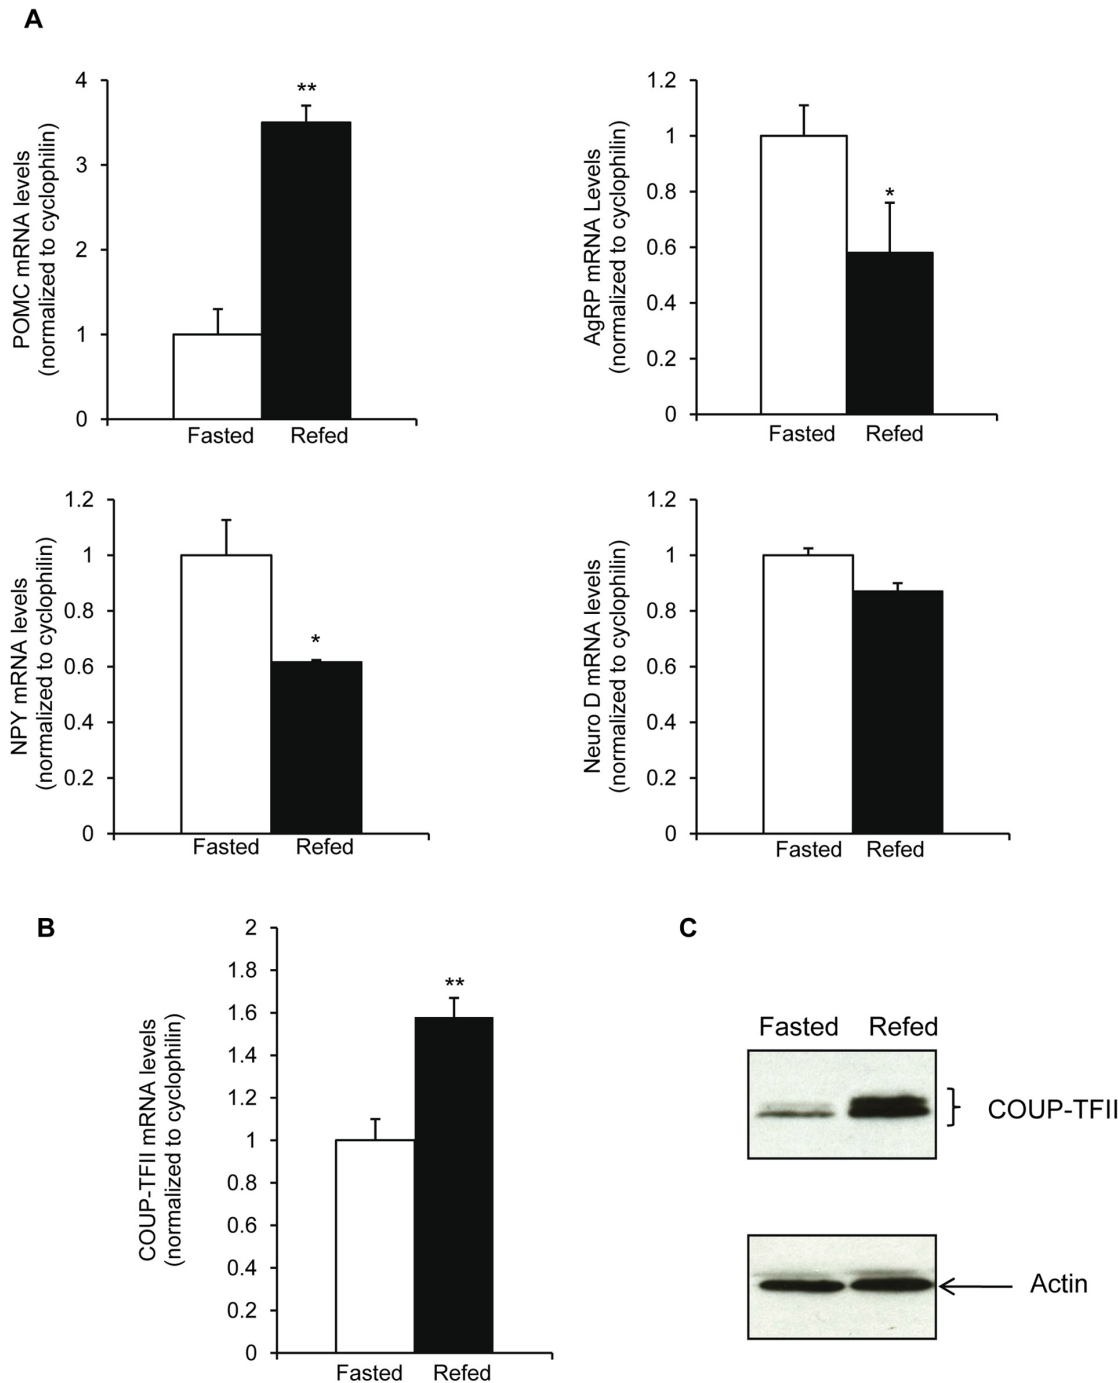 A
POMC mRNA levels
(normalized to cyclophilin)
4
3
2
1
0
**
Fasted Refed
AgRP mRNA Levels
(normalized to cyclophilin)
1.2
1
0.8
0.6
0.4
0.2
0
*
Fasted Refed
NPY mRNA levels
(normalized to cyclophilin)
1.2
1
0.8
0.6
0.4
0.2
0
*
Fasted Refed
Neuro D mRNA levels
(normalized to cyclophilin)
1.2
1
0.8
0.6
0.4
0.2
0
Fasted Refed
B
COUP-TFII mRNA levels
(normalized to cyclophilin)
2
1.8
1.6
1.4
1.2
1
0.8
0.6
0.4
0.2
0
**
Fasted Refed
C
Fasted Refed
COUP-TFII
Actin